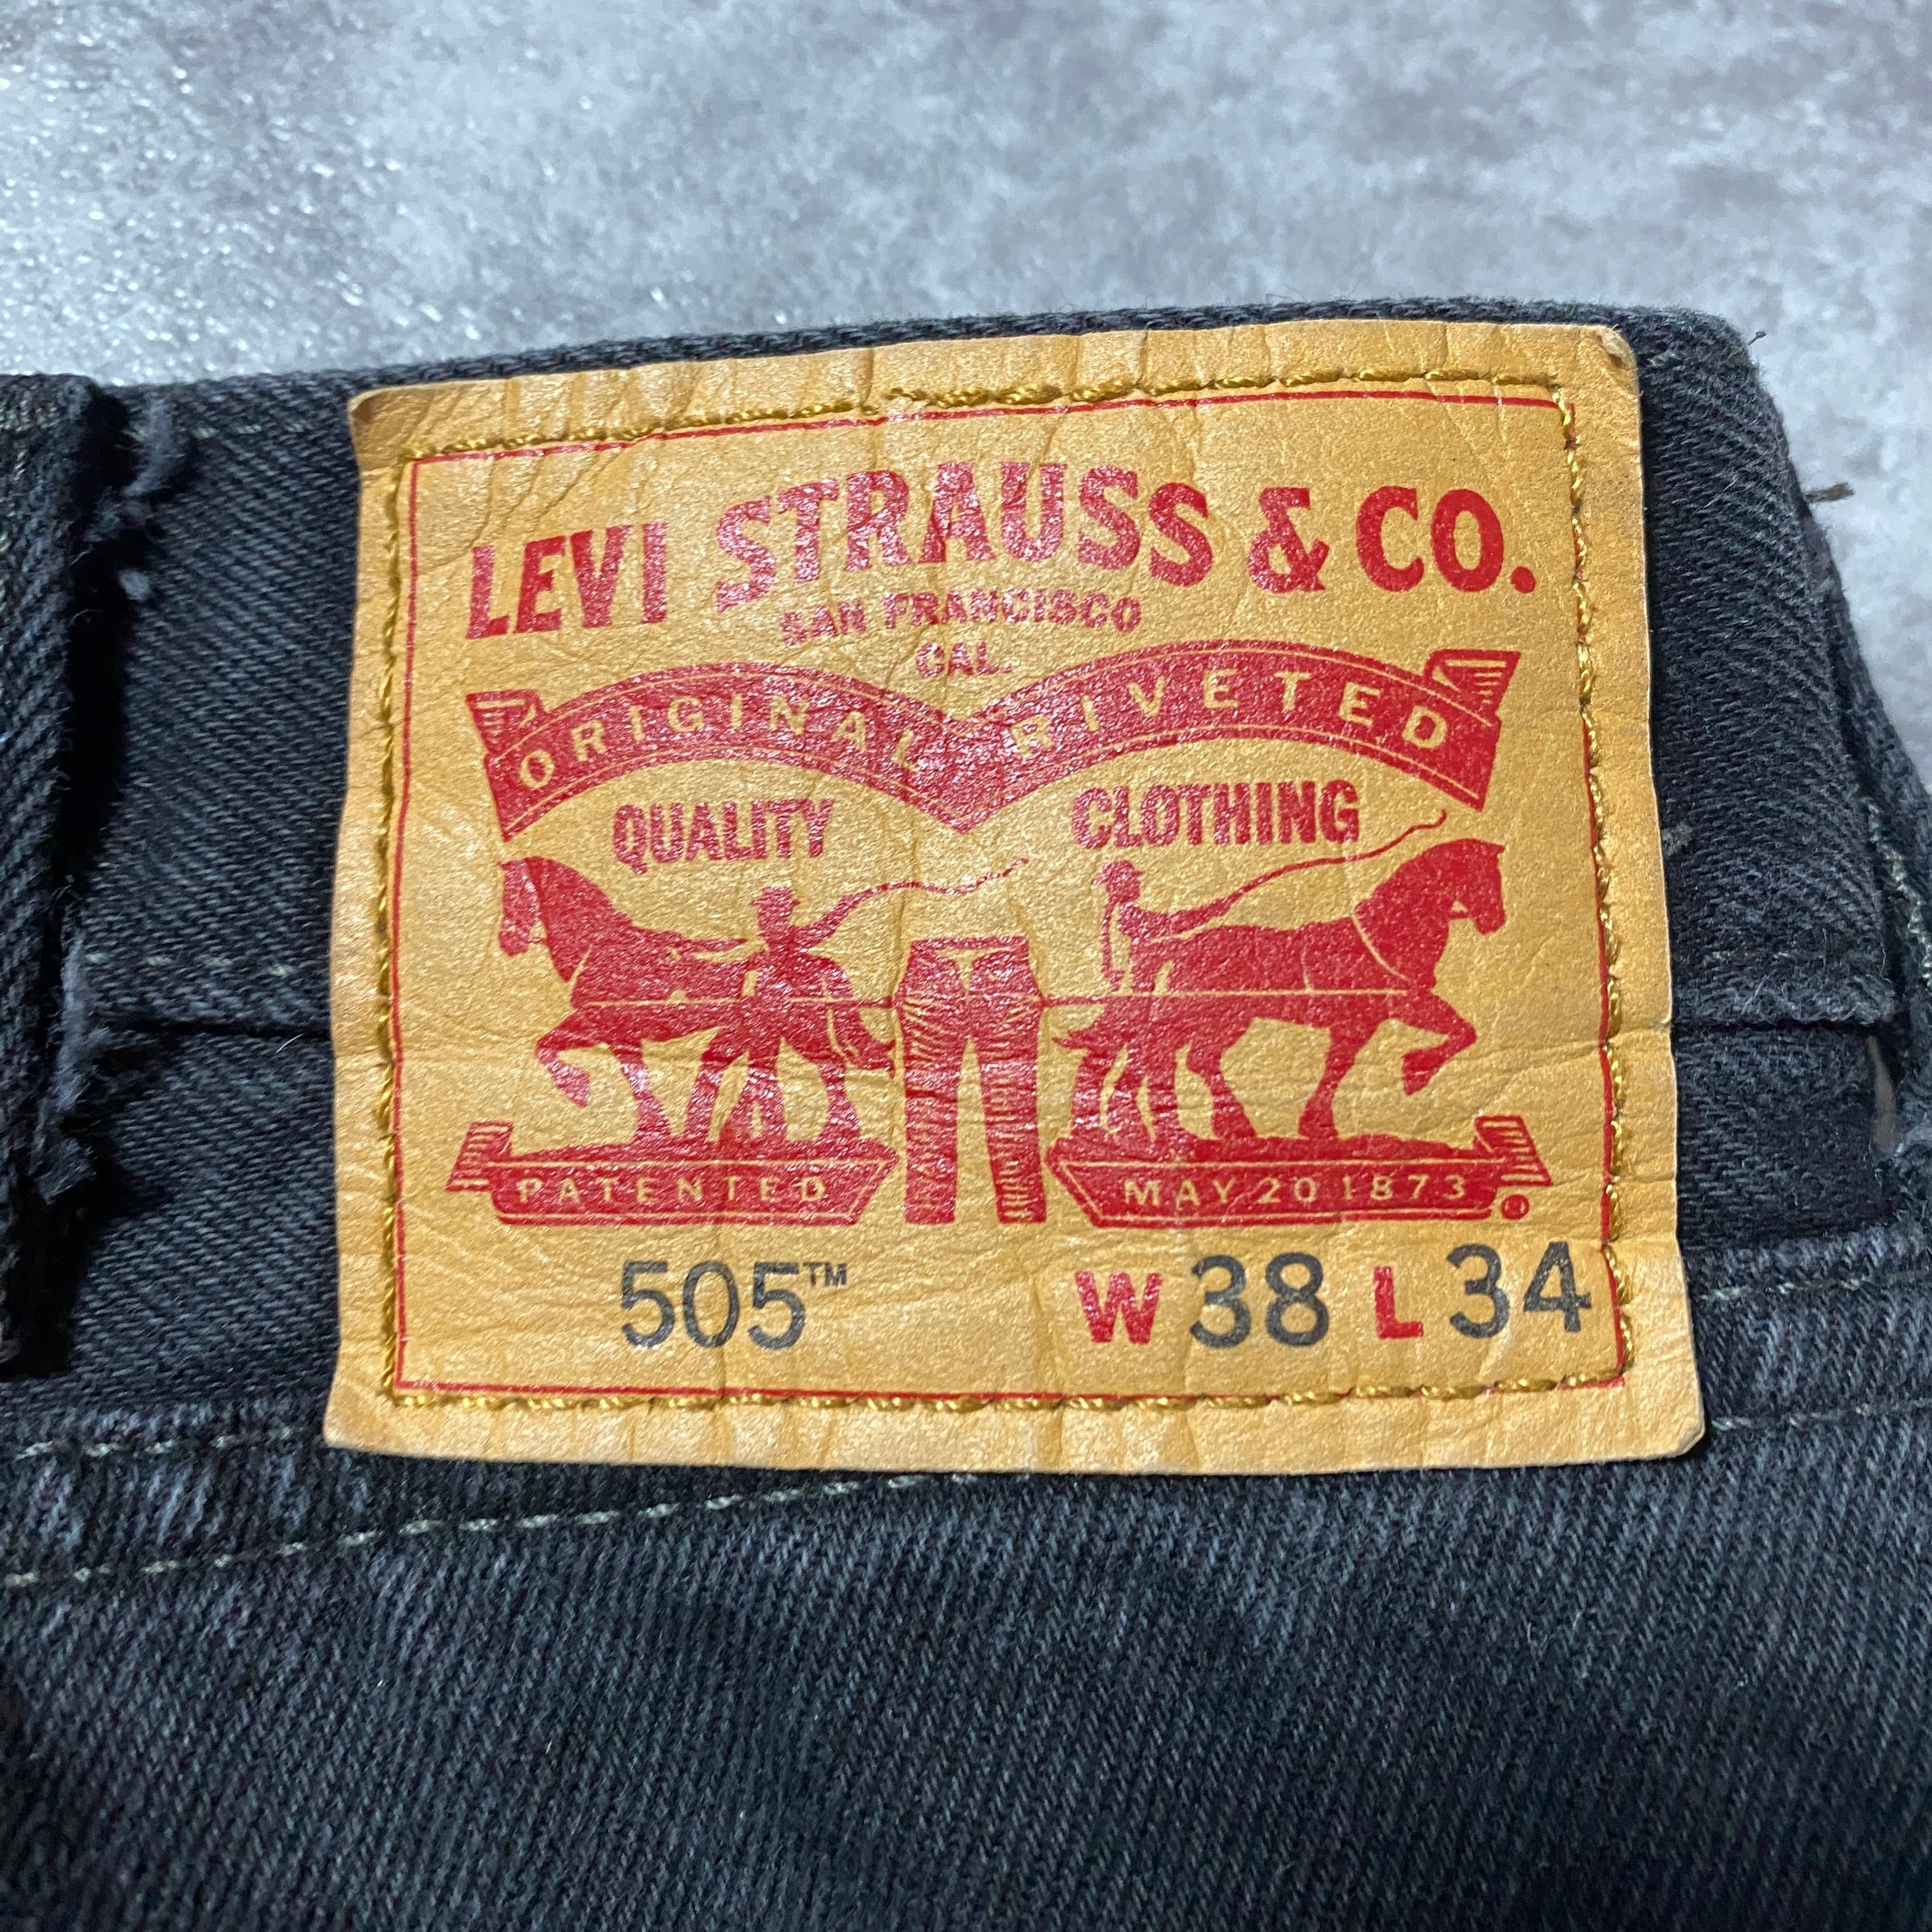 LEVI STRAUSS & CO.
SAN FRANCISCO
CAL.
ORIGINAL RIVETED
QUALITY CLOTHING
PATENTED MAY 20 1873 ®
505™ W 38 L 34